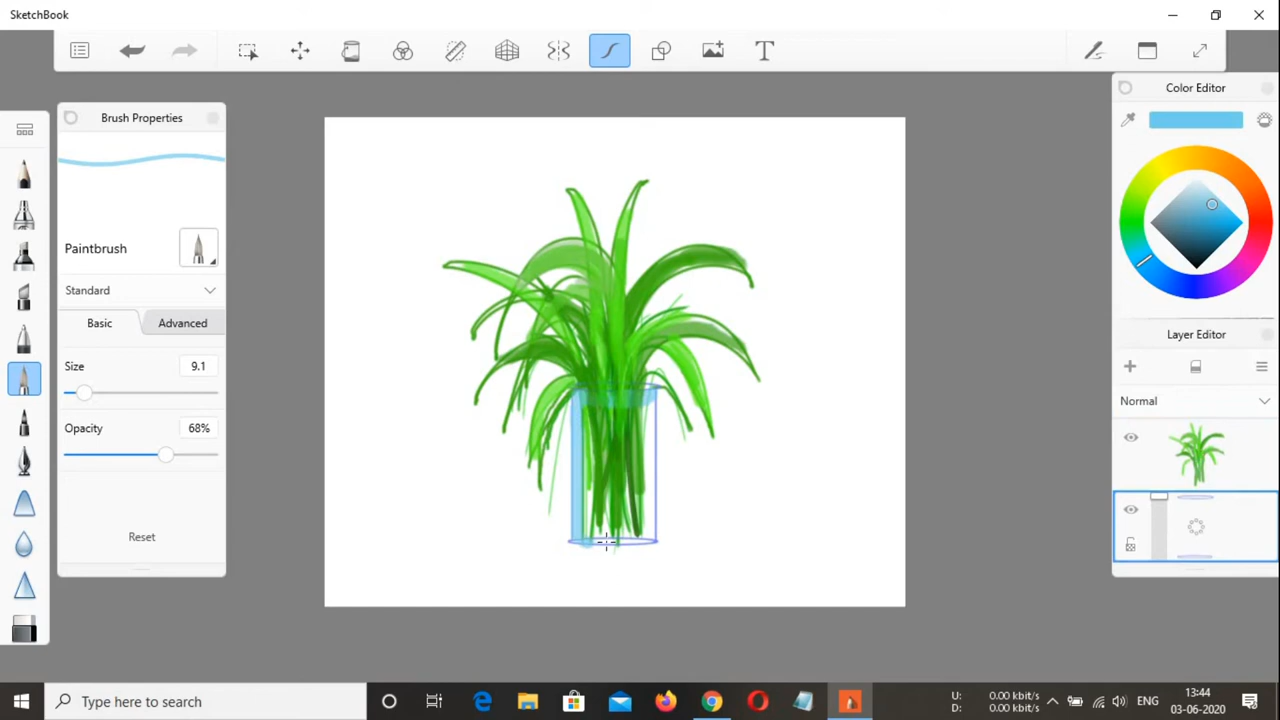 SketchBook
T
Brush Properties
Paintbrush
Standard
Basic
Advanced
Size
9.1
Opacity
68%
Reset
Color Editor
Layer Editor
Normal
Type here to search
U:
0.00 kbit/s
D:
0.00 kbit/s
ENG
13:44
03-06-2020